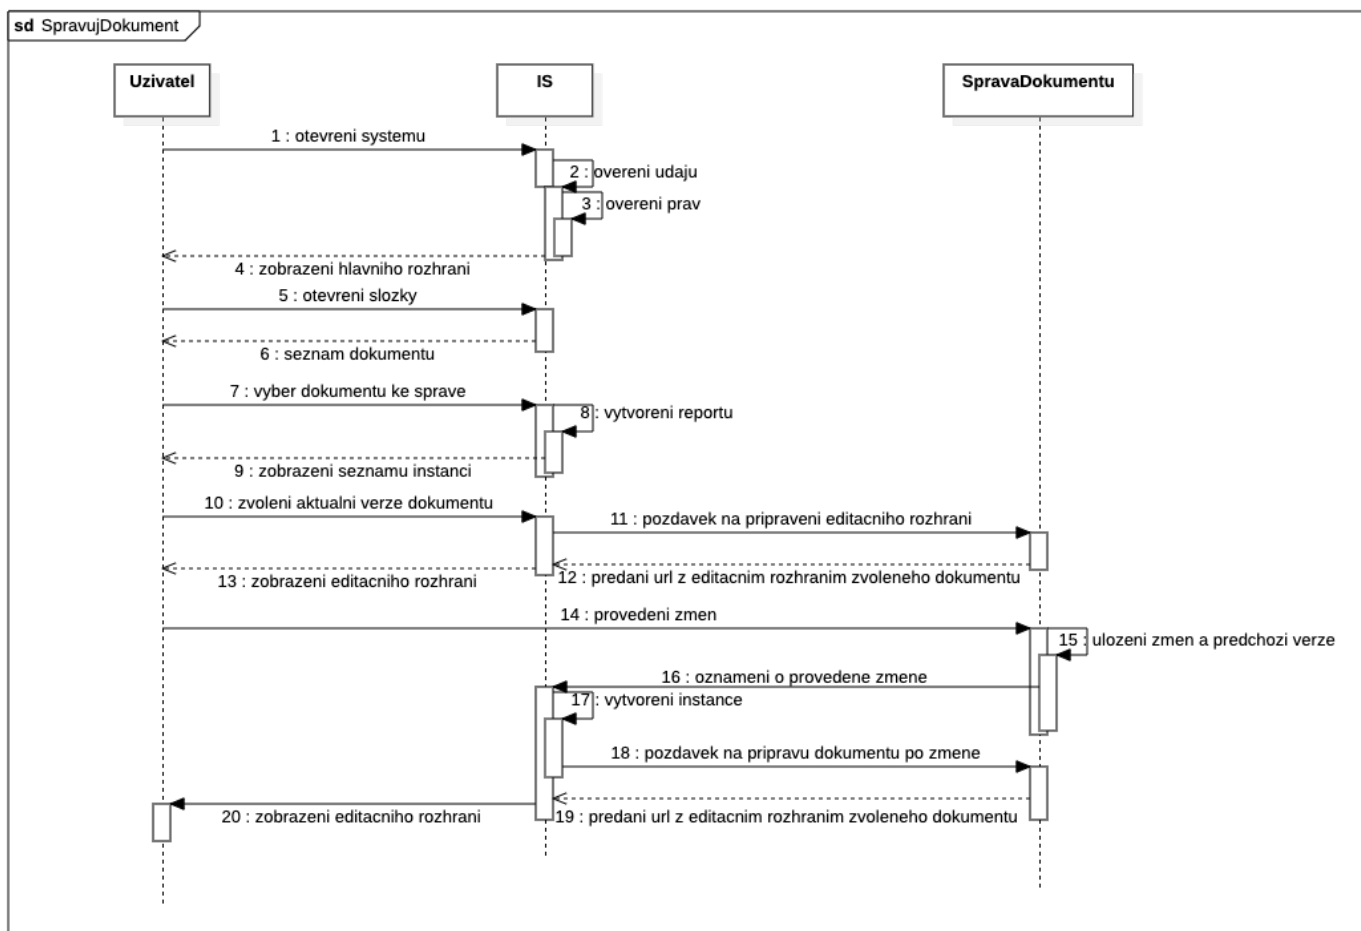 sd SpravujDokument
Uzivatel
IS
SpravaDokumentu
1 : otevreni systemu
2 : overeni udaju
3 : overeni prav
4 : zobrazeni hlavniho rozhrani
5 : otevreni slozky
6 : seznam dokumentu
7 : vyber dokumentu ke sprave
8 : vytvoreni reportu
9 : zobrazeni seznamu instanci
10 : zvoleni aktualni verze dokumentu
11 : pozdavek na pripraveni editacniho rozhrani
12 : predani url z editacnim rozhranim zvoleneho dokumentu
13 : zobrazeni editacniho rozhrani
14 : provedeni zmen
15 : ulozeni zmen a predchozi verze
16 : oznameni o provedene zmene
17 : vytvoreni instance
18 : pozdavek na pripravu dokumentu po zmene
19 : predani url z editacnim rozhranim zvoleneho dokumentu
20 : zobrazeni editacniho rozhrani